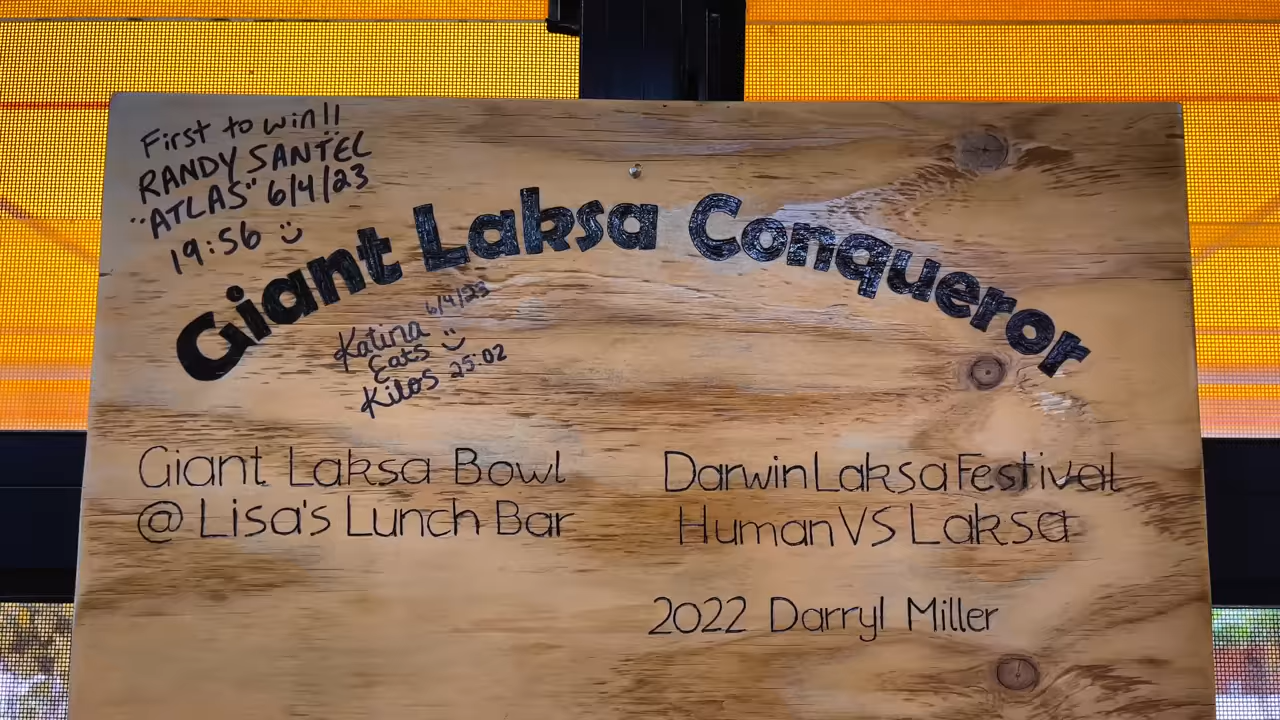 First to win!!
RANDY SANTEL
"ATLAS" 6/4/23
19:56
Giant Laksa Conqueror
6/4/23
Katina
Eats
Kilos 25:02
Giant Laksa Bowl
@ Lisa's Lunch Bar
Darwin Laksa Festival
Human VS Laksa
2022 Darryl Miller